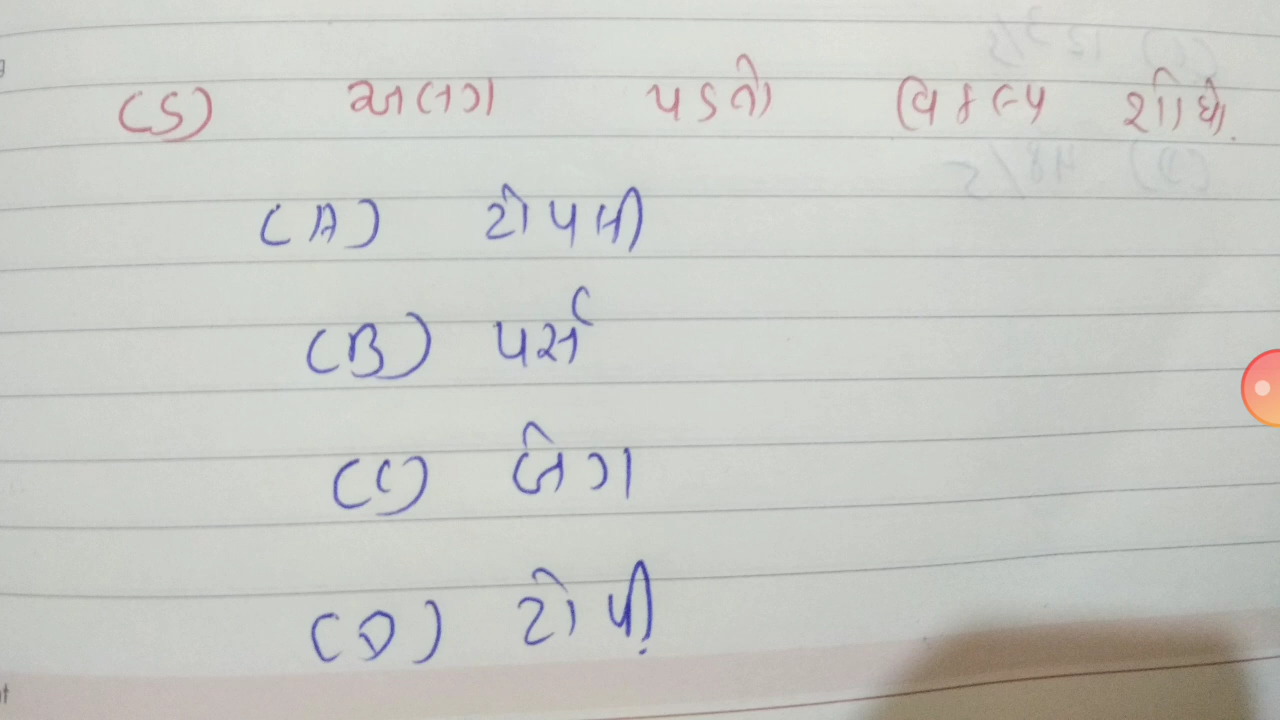 (5) અલગ પડતો વિકલ્પ શોધો.
(A) ટોપલી
(B) પર્સ
(C) બેગ
(D) ટોપી